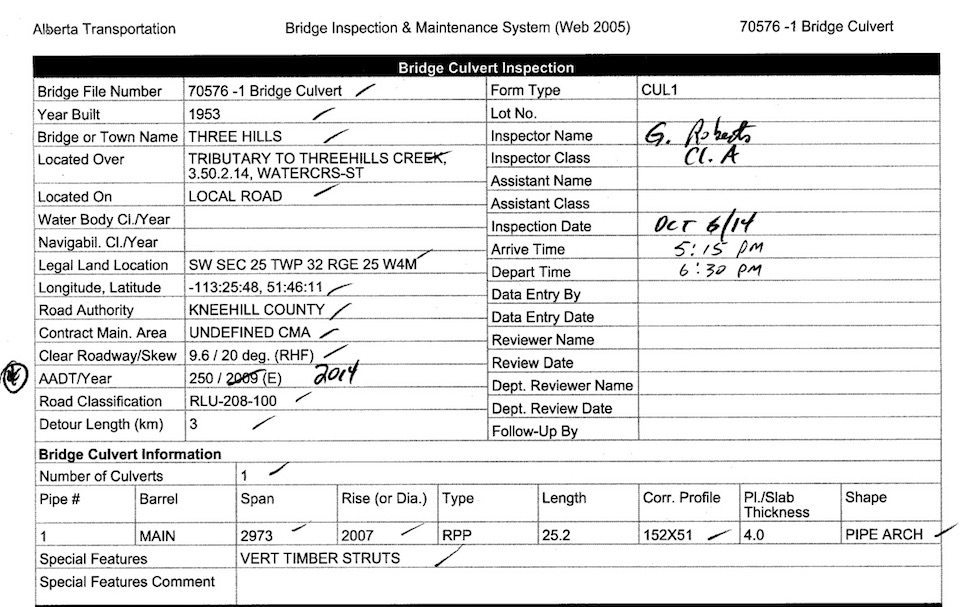 Alberta Transportation Bridge Inspection & Maintenance System (Web 2005) 70576 -1 Bridge Culvert
Bridge Culvert Inspection
Bridge File Number 70576 -1 Bridge Culvert Form Type CUL1
Year Built 1953 Lot No.
Bridge or Town Name THREE HILLS Inspector Name G. Roberts
Located Over TRIBUTARY TO THREEHILLS CREEK, Inspector Class Cl. A
3.50.2.14, WATERCRS-ST
Assistant Name
Located On LOCAL ROAD Assistant Class
Water Body Cl./Year Inspection Date OCT 6/14
Navigabil. Cl./Year Arrive Time 5:15 PM
Legal Land Location SW SEC 25 TWP 32 RGE 25 W4M Depart Time 6:30 PM
Longitude, Latitude -113:25:48, 51:46:11 Data Entry By
Road Authority KNEEHILL COUNTY Data Entry Date
Contract Main. Area UNDEFINED CMA Reviewer Name
Clear Roadway/Skew 9.6 / 20 deg. (RHF) Review Date
AADT/Year 250 / 2009 (E) 2014 Dept. Reviewer Name
Road Classification RLU-208-100 Dept. Review Date
Detour Length (km) 3 Follow-Up By
Bridge Culvert Information
Number of Culverts 1
Pipe # Barrel Span Rise (or Dia.) Type Length Corr. Profile Pl./Slab Shape
Thickness
1 MAIN 2973 2007 RPP 25.2 152X51 4.0 PIPE ARCH
Special Features VERT TIMBER STRUTS
Special Features Comment